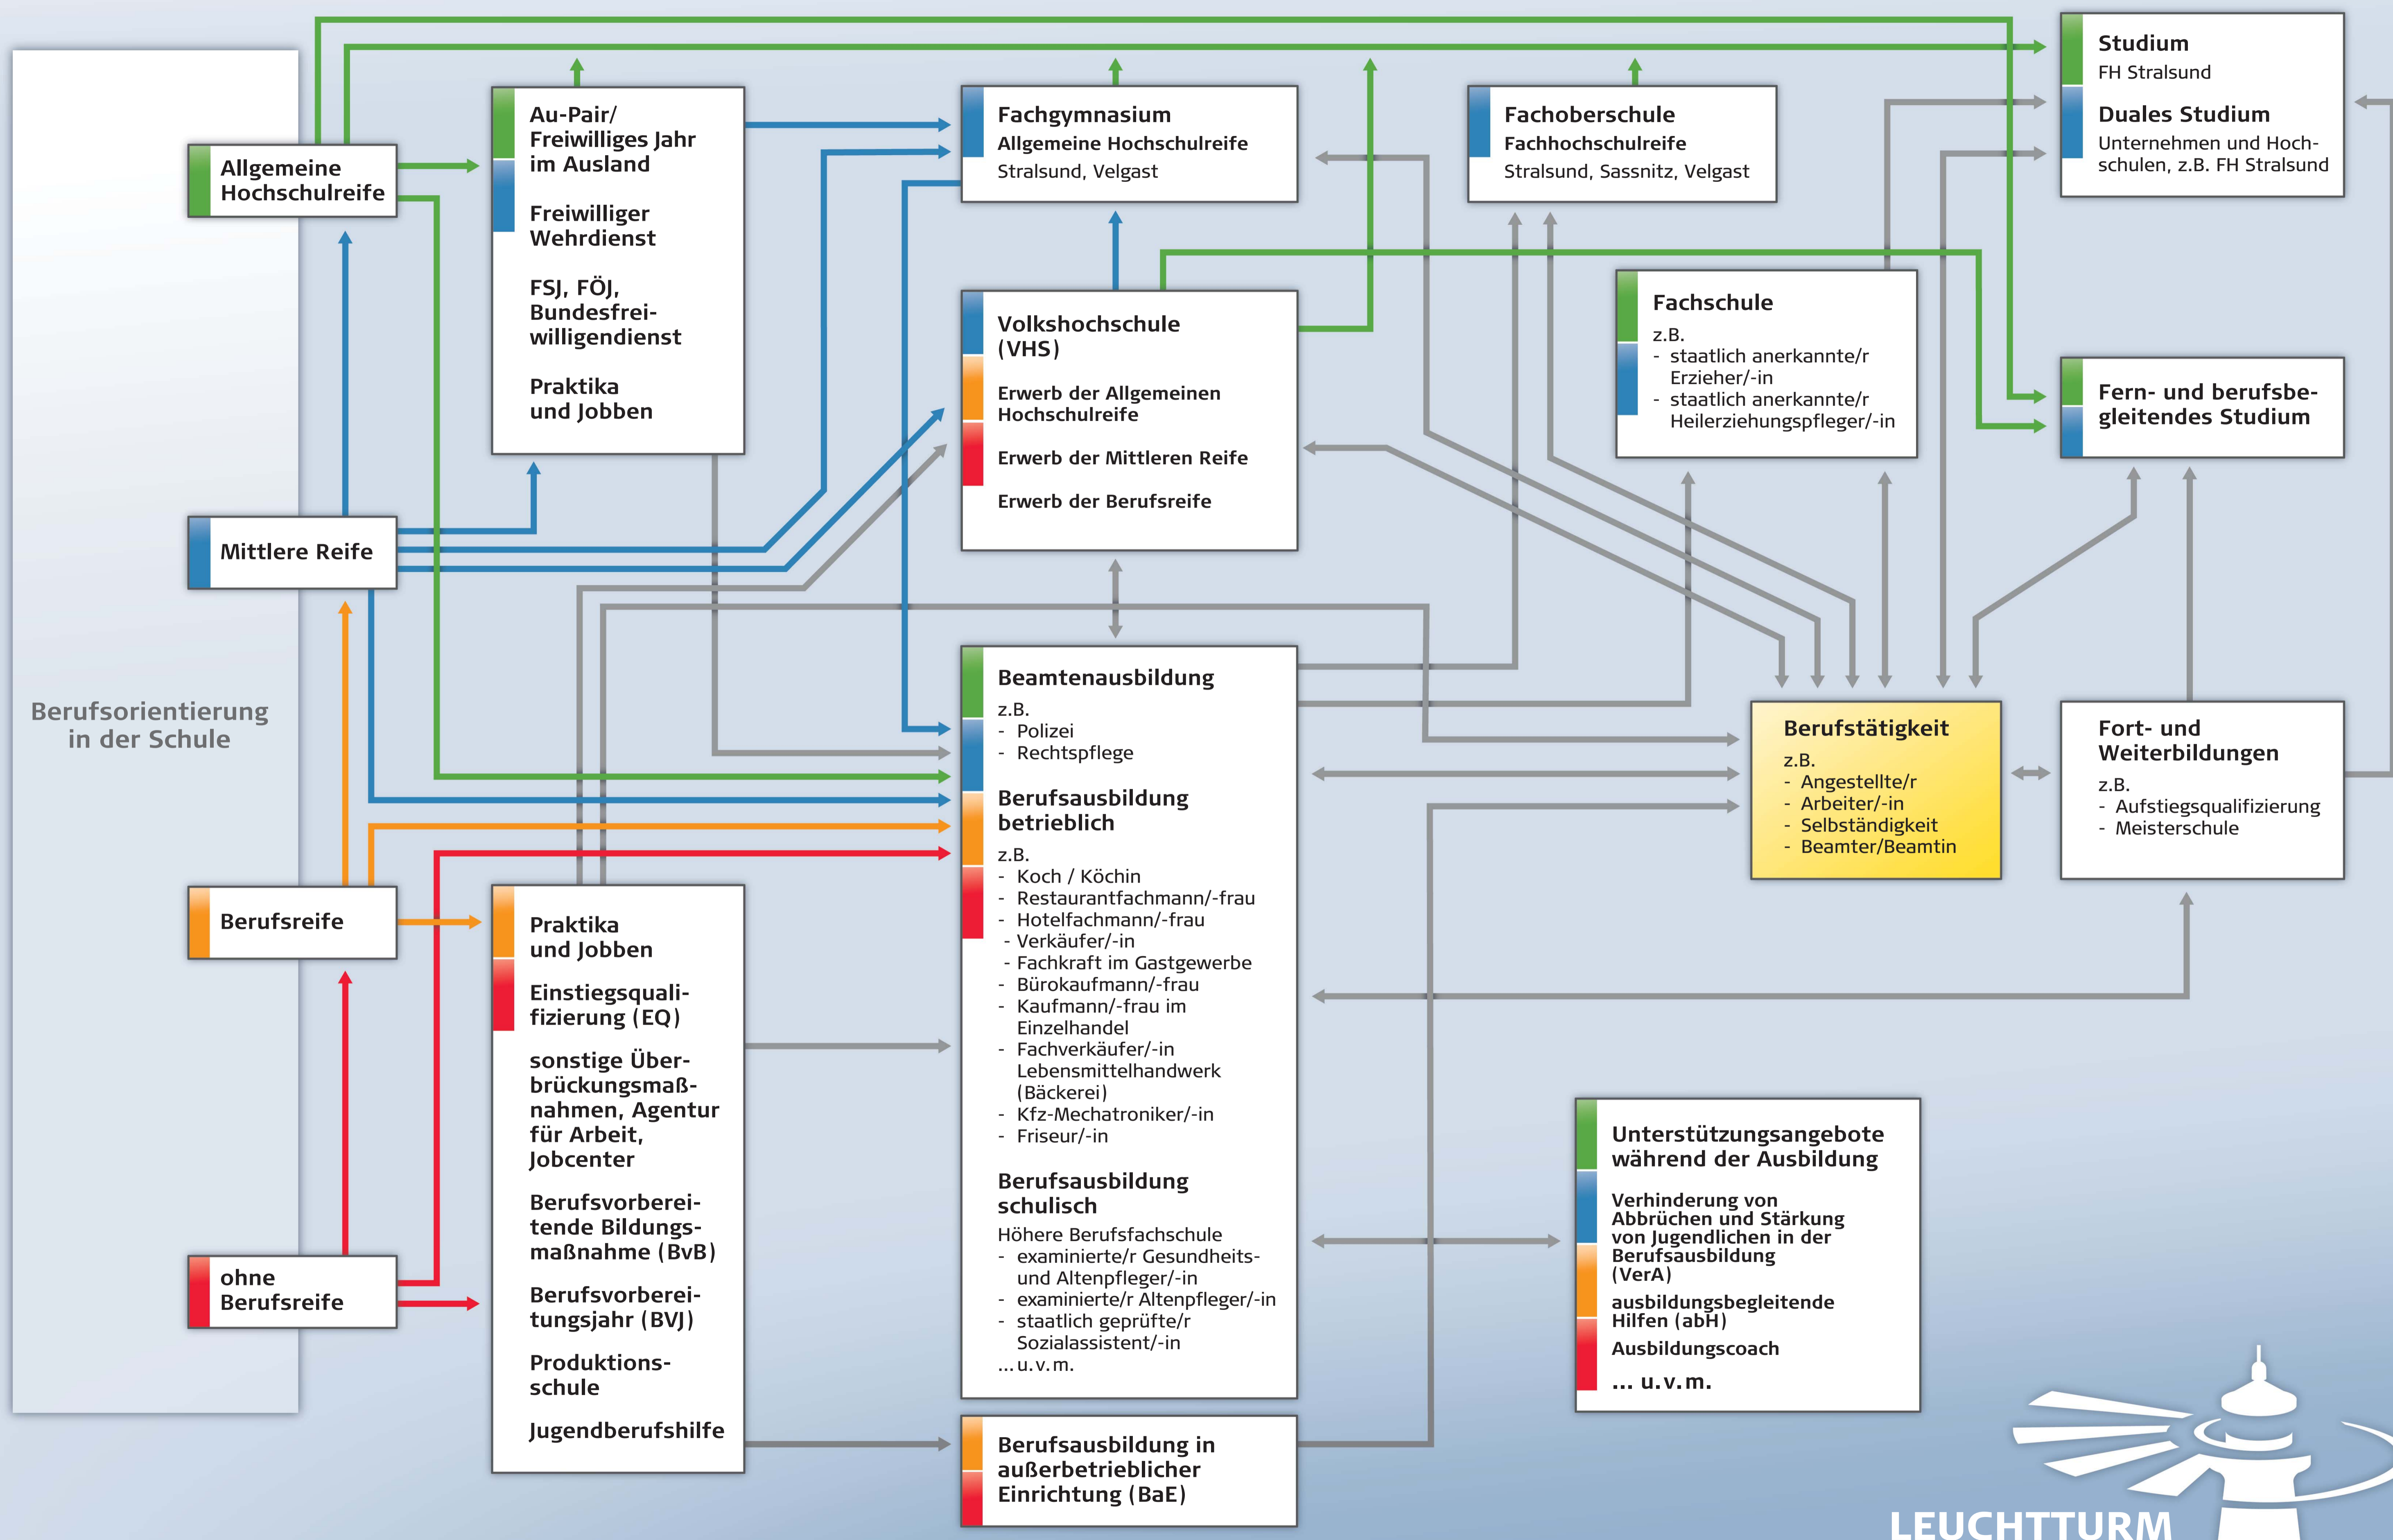 Berufsorientierung
in der Schule
Allgemeine
Hochschulreife
Mittlere Reife
Berufsreife
ohne
Berufsreife
Au-Pair/
Freiwilliges Jahr
im Ausland
Freiwilliger
Wehrdienst
FSJ, FÖJ,
Bundesfrei-
willigendienst
Praktika
und Jobben
Praktika
und Jobben
Einstiegsquali-
fizierung (EQ)
sonstige Über-
brückungsmaß-
nahmen, Agentur
für Arbeit,
Jobcenter
Berufsvorberei-
tende Bildungs-
maßnahme (BvB)
Berufsvorberei-
tungsjahr (BVJ)
Produktions-
schule
Jugendberufshilfe
Fachgymnasium
Allgemeine Hochschulreife
Stralsund, Velgast
Volkshochschule
(VHS)
Erwerb der Allgemeinen
Hochschulreife
Erwerb der Mittleren Reife
Erwerb der Berufsreife
Beamtenausbildung
z.B.
- Polizei
- Rechtspflege
Berufsausbildung
betrieblich
z.B.
- Koch / Köchin
- Restaurantfachmann/-frau
- Hotelfachmann/-frau
- Verkäufer/-in
- Fachkraft im Gastgewerbe
- Bürokaufmann/-frau
- Kaufmann/-frau im
Einzelhandel
- Fachverkäufer/-in
Lebensmittelhandwerk
(Bäckerei)
- Kfz-Mechatroniker/-in
- Friseur/-in
Berufsausbildung
schulisch
Höhere Berufsfachschule
- examinierte/r Gesundheits-
und Altenpfleger/-in
- examinierte/r Altenpfleger/-in
- staatlich geprüfte/r
Sozialassistent/-in
... u.v.m.
Berufsausbildung in
außerbetrieblicher
Einrichtung (BaE)
Fachoberschule
Fachhochschulreife
Stralsund, Sassnitz, Velgast
Fachschule
z.B.
- staatlich anerkannte/r
Erzieher/-in
- staatlich anerkannte/r
Heilerziehungspfleger/-in
Berufstätigkeit
z.B.
- Angestellte/r
- Arbeiter/-in
- Selbständigkeit
- Beamter/Beamtin
Unterstützungsangebote
während der Ausbildung
Verhinderung von
Abbrüchen und Stärkung
von Jugendlichen in der
Berufsausbildung
(VerA)
ausbildungsbegleitende
Hilfen (abH)
Ausbildungscoach
... u.v.m.
Studium
FH Stralsund
Duales Studium
Unternehmen und Hoch-
schulen, z.B. FH Stralsund
Fern- und berufsbe-
gleitendes Studium
Fort- und
Weiterbildungen
z.B.
- Aufstiegsqualifizierung
- Meisterschule
LEUCHTTURM